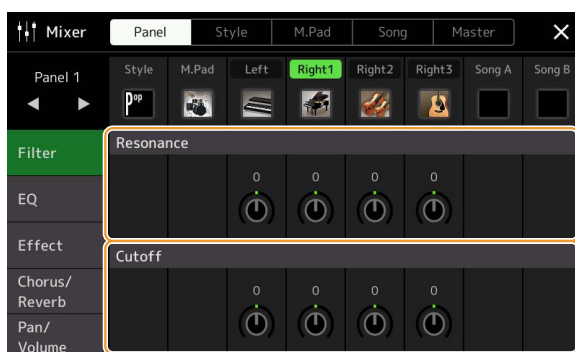 Mixer Panel Style M.Pad Song Master
Panel 1 Style M.Pad Left Right1 Right2 Right3 Song A Song B
Pop
Filter
Resonance
0 0 0 0
EQ
Effect
Cutoff
Chorus/
Reverb
0 0 0 0
Pan/
Volume